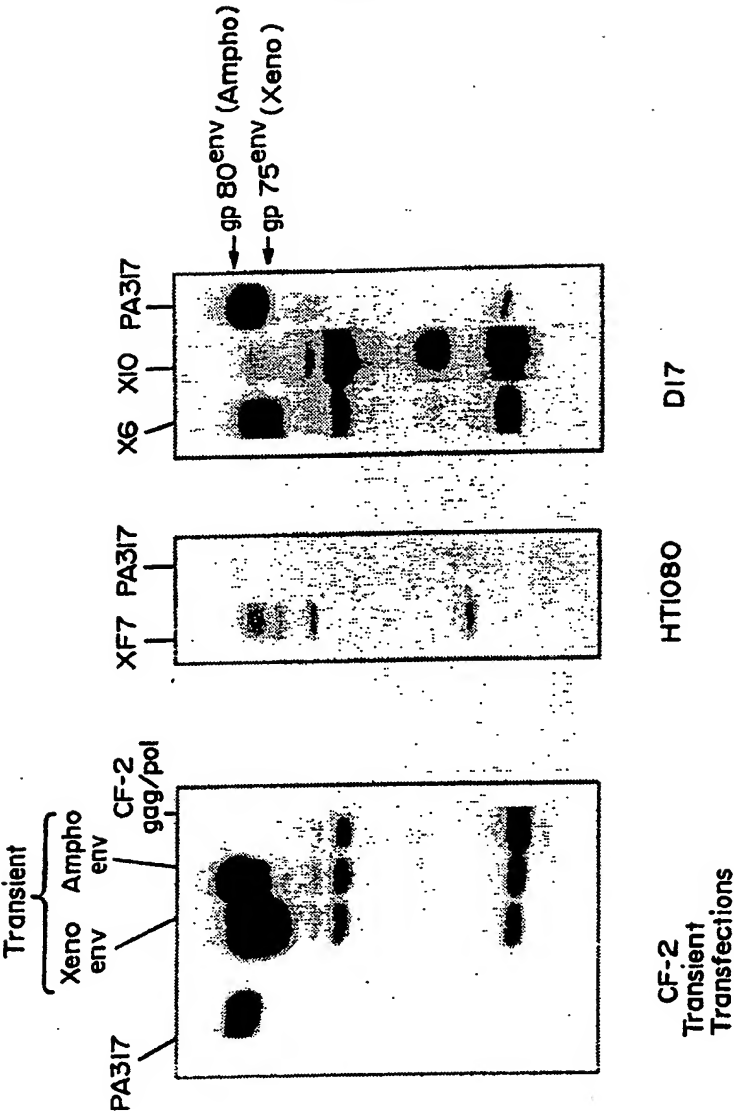 gp 80env (Ampho)
gp 75env (Xeno)
X6
X10
PA317
D17
XF7
PA317
HT1080
Transient
PA317
Xeno
env
Ampho
env
CF-2
gag/pol
CF-2
Transient
Transfections